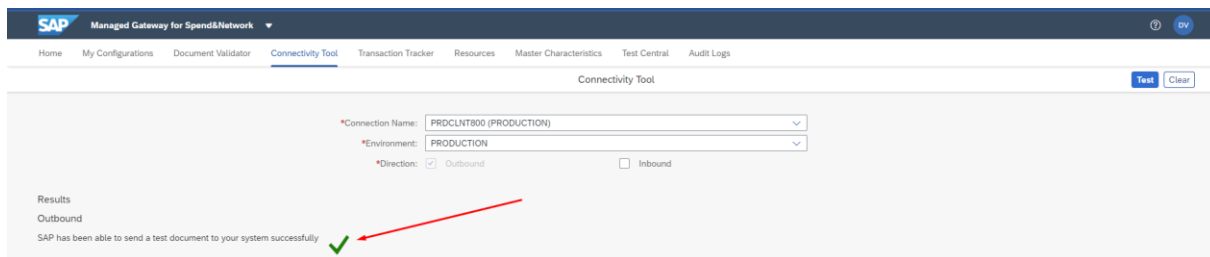 SAP Managed Gateway for Spend&Network DV
Home My Configurations Document Validator Connectivity Tool Transaction Tracker Resources Master Characteristics Test Central Audit Logs
Connectivity Tool Test Clear
*Connection Name: PRDCLNT800 (PRODUCTION)
*Environment: PRODUCTION
*Direction: Outbound Inbound
Results
Outbound
SAP has been able to send a test document to your system successfully